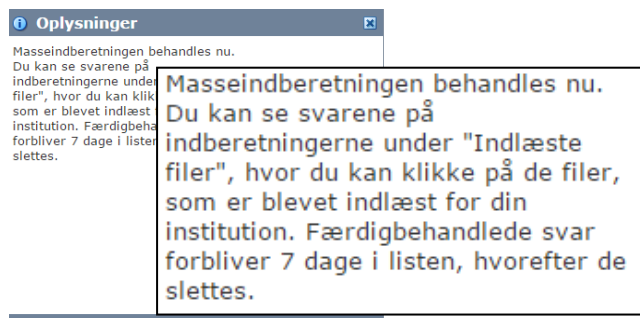 Oplysninger
Masseindberetningen behandles nu.
Du kan se svarene på
indberetningerne under
filer", hvor du kan klik
som er blevet indlæst
institution. Færdigbeha
forbliver 7 dage i listen
slettes.
Masseindberetningen behandles nu.
Du kan se svarene på
indberetningerne under "Indlæste
filer", hvor du kan klikke på de filer,
som er blevet indlæst for din
institution. Færdigbehandlede svar
forbliver 7 dage i listen, hvorefter de
slettes.